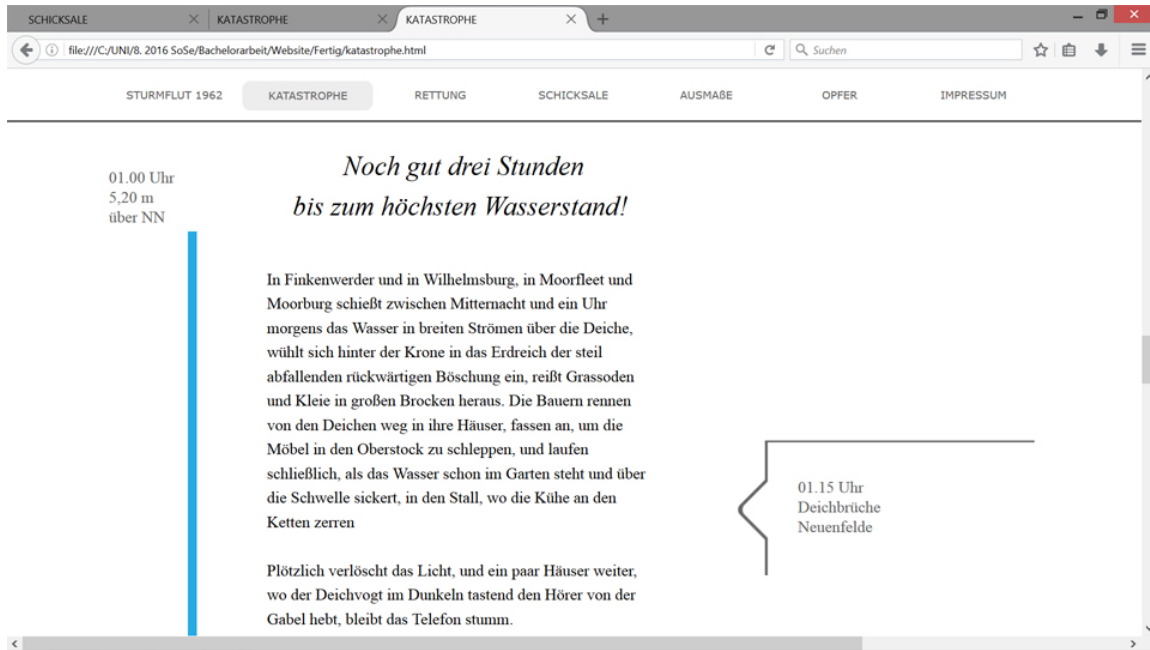 SCHICKSALE
KATASTROPHE
KATASTROPHE
file:///C:/UNI/8. 2016 SoSe/Bachelorarbeit/Website/Fertig/katastrophe.html
Suchen
STURMFLUT 1962 KATASTROPHE RETTUNG SCHICKSALE AUSMAßE OPFER IMPRESSUM
01.00 Uhr
5,20 m
über NN
Noch gut drei Stunden
bis zum höchsten Wasserstand!
In Finkenwerder und in Wilhelmsburg, in Moorfleet und
Moorburg schießt zwischen Mitternacht und ein Uhr
morgens das Wasser in breiten Strömen über die Deiche,
wühlt sich hinter der Krone in das Erdreich der steil
abfallenden rückwärtigen Böschung ein, reißt Grassoden
und Kleie in großen Brocken heraus. Die Bauern rennen
von den Deichen weg in ihre Häuser, fassen an, um die
Möbel in den Oberstock zu schleppen, und laufen
schließlich, als das Wasser schon im Garten steht und über
die Schwelle sickert, in den Stall, wo die Kühe an den
Ketten zerren
01.15 Uhr
Deichbrüche
Neuenfelde
Plötzlich verlöscht das Licht, und ein paar Häuser weiter,
wo der Deichvogt im Dunkeln tastend den Hörer von der
Gabel hebt, bleibt das Telefon stumm.